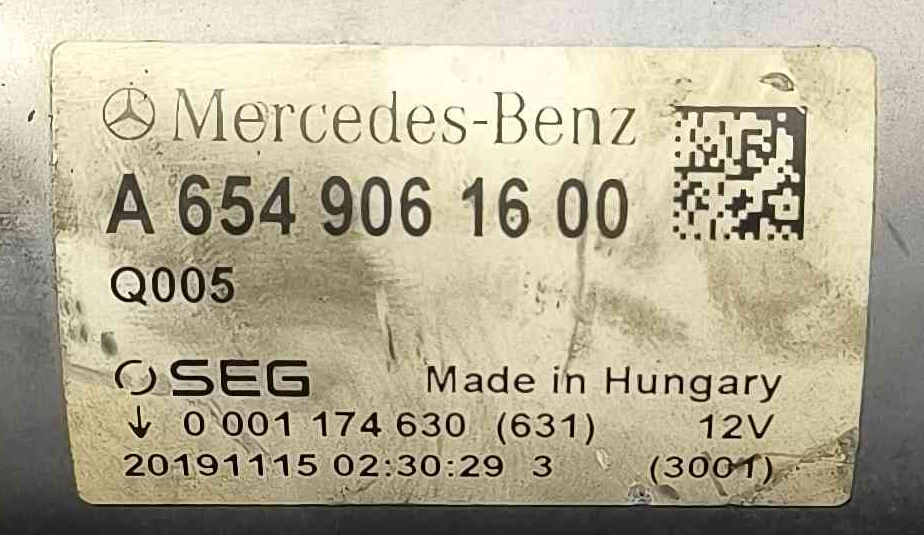 Mercedes-Benz
A 654 906 16 00
Q005
SEG Made in Hungary
↓ 0 001 174 630 (631) 12V
20191115 02:30:29 3 (3001)